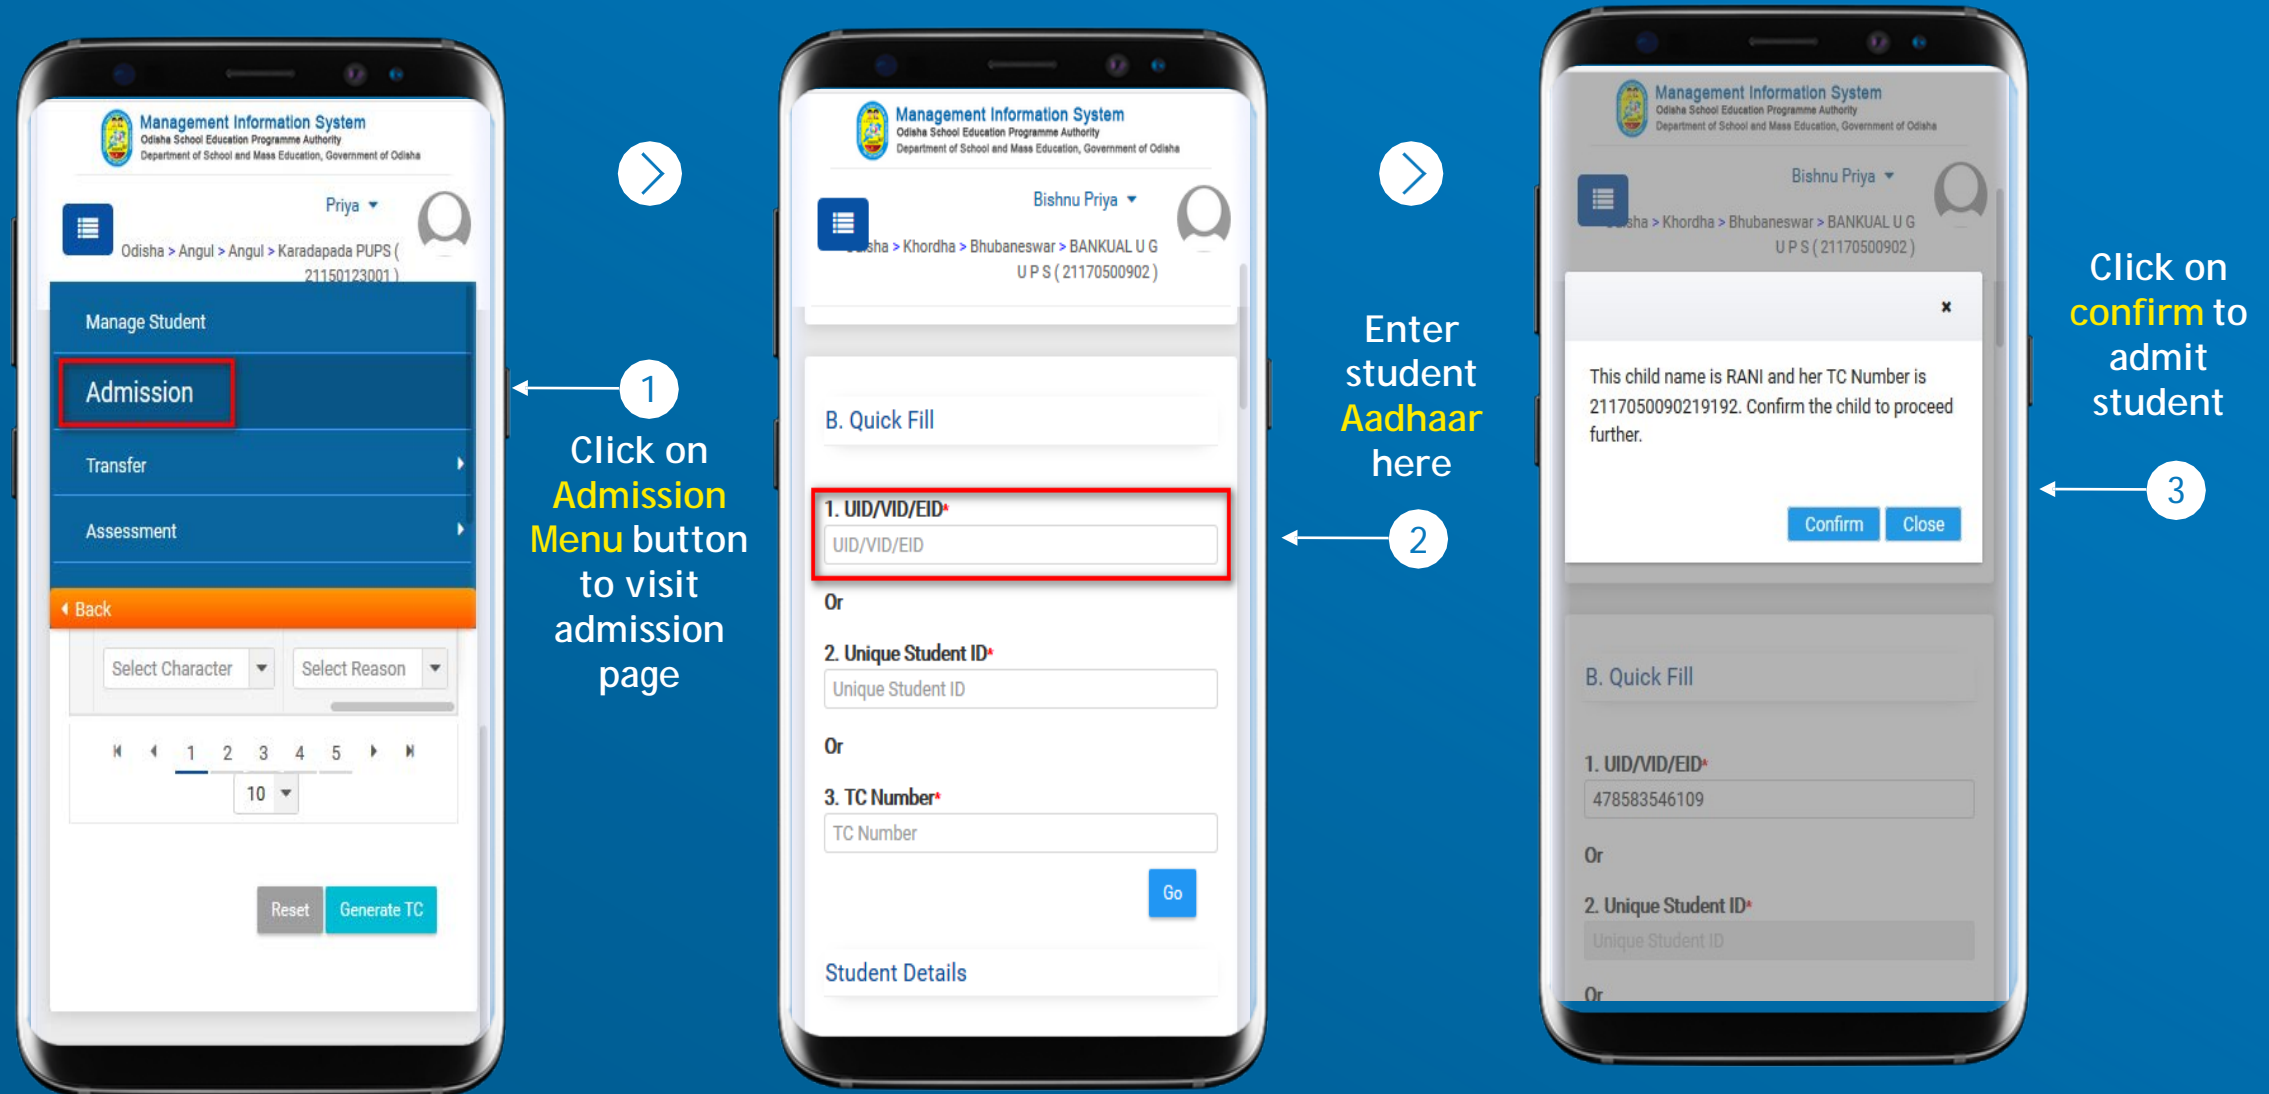 Management Information System
Odisha School Education Programme Authority
Department of School and Mass Education, Government of Odisha
Priya
Odisha > Angul > Angul > Karadapada PUPS (
21150123001 )
Manage Student
Admission
Transfer
Assessment
Back
Select Character
Select Reason
1 2 3 4 5
10
Reset
Generate TC
1
Click on
Admission
Menu button
to visit
admission
page
Management Information System
Odisha School Education Programme Authority
Department of School and Mass Education, Government of Odisha
Bishnu Priya
Odisha > Khordha > Bhubaneswar > BANKUAL U G
U P S ( 21170500902 )
B. Quick Fill
1. UID/VID/EID*
UID/VID/EID
Or
2. Unique Student ID*
Unique Student ID
Or
3. TC Number*
TC Number
Go
Student Details
Enter
student
Aadhaar
here
2
Management Information System
Odisha School Education Programme Authority
Department of School and Mass Education, Government of Odisha
Bishnu Priya
sha > Khordha > Bhubaneswar > BANKUAL U G
U P S ( 21170500902 )
×
This child name is RANI and her TC Number is
2117050090219192. Confirm the child to proceed
further.
Confirm
Close
B. Quick Fill
1. UID/VID/EID*
478583546109
Or
2. Unique Student ID*
Unique Student ID
Or
Click on
confirm to
admit
student
3